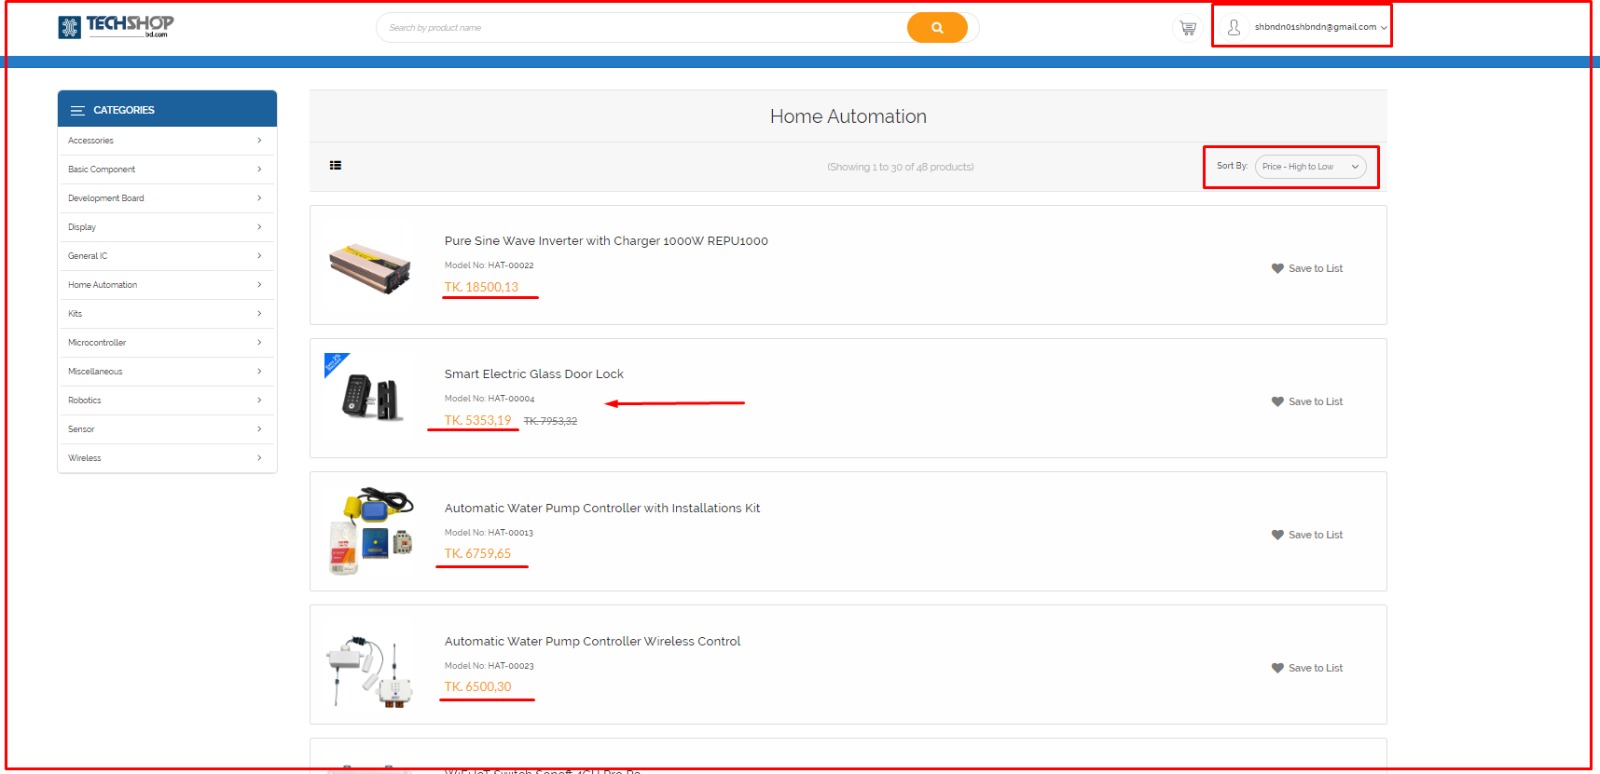 TECHSHOP
bd.com
Search by product name
shbndn01shbndn@gmail.com
CATEGORIES
Accessories
Basic Component
Development Board
Display
General IC
Home Automation
Kits
Microcontroller
Miscellaneous
Robotics
Sensor
Wireless
Home Automation
(Showing 1 to 30 of 48 products)
Sort By: Price - High to Low
Pure Sine Wave Inverter with Charger 1000W REPU1000
Model No: HAT-00022
TK. 18500,13
Save to List
Smart Electric Glass Door Lock
Model No: HAT-00004
TK. 5353,19 TK. 7953,32
Save to List
Automatic Water Pump Controller with Installations Kit
Model No: HAT-00013
TK. 6759,65
Save to List
Automatic Water Pump Controller Wireless Control
Model No: HAT-00023
TK. 6500,30
Save to List